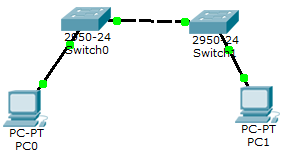 2950-24
Switch0
2950-24
Switch1
PC-PT
PC0
PC-PT
PC1